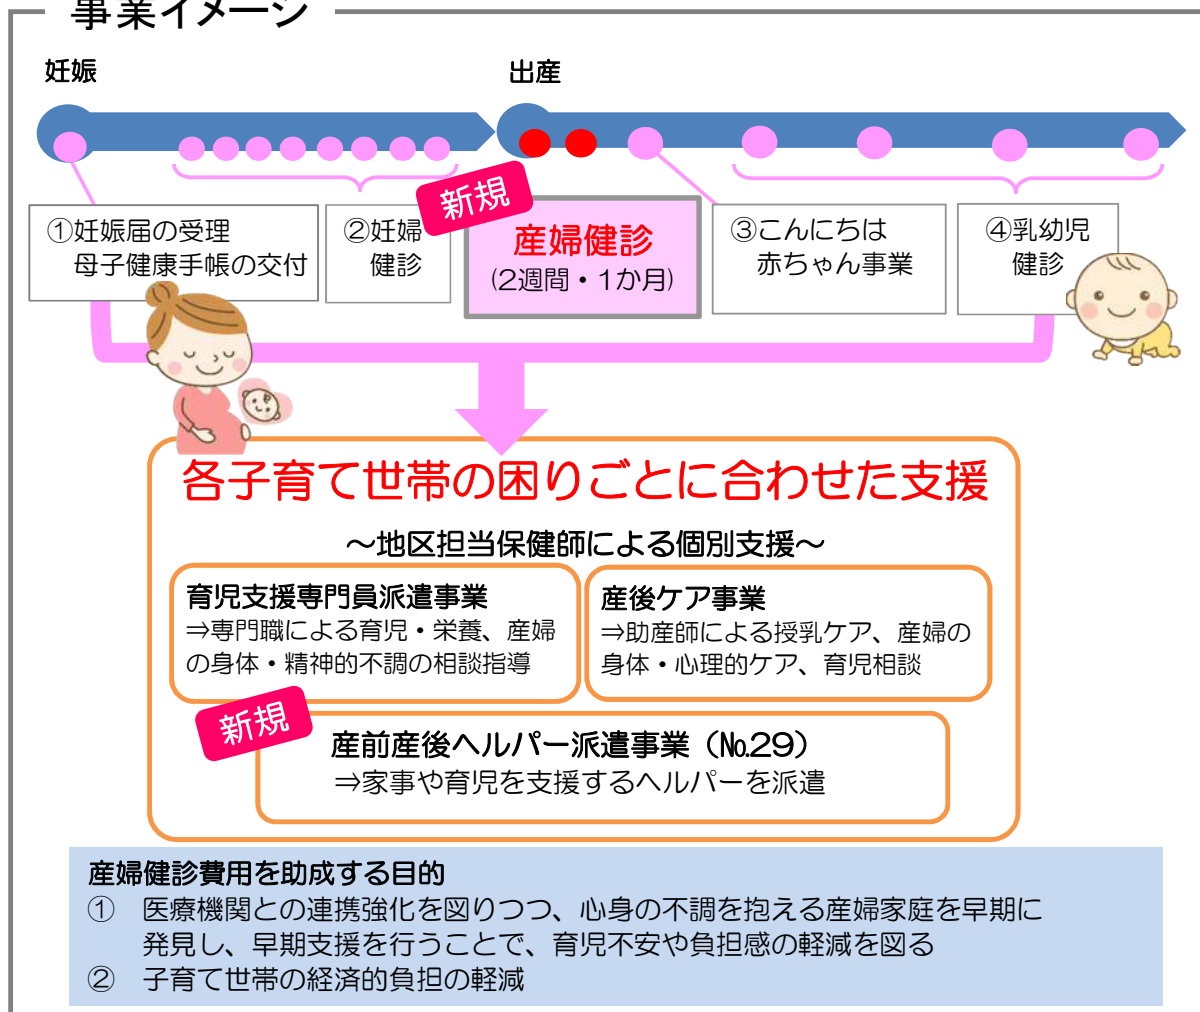 事業イメージ
妊娠
出産
①妊娠届の受理
母子健康手帳の交付
②妊婦
健診
新規
産婦健診
(2週間・1か月)
③こんにちは
赤ちゃん事業
④乳幼児
健診
各子育て世帯の困りごとに合わせた支援
～地区担当保健師による個別支援～
育児支援専門員派遣事業
⇒専門職による育児・栄養、産婦
の身体・精神的不調の相談指導
産後ケア事業
⇒助産師による授乳ケア、産婦の
身体・心理的ケア、育児相談
新規
産前産後ヘルパー派遣事業（№29）
⇒家事や育児を支援するヘルパーを派遣
産婦健診費用を助成する目的
①　医療機関との連携強化を図りつつ、心身の不調を抱える産婦家庭を早期に
発見し、早期支援を行うことで、育児不安や負担感の軽減を図る
②　子育て世帯の経済的負担の軽減